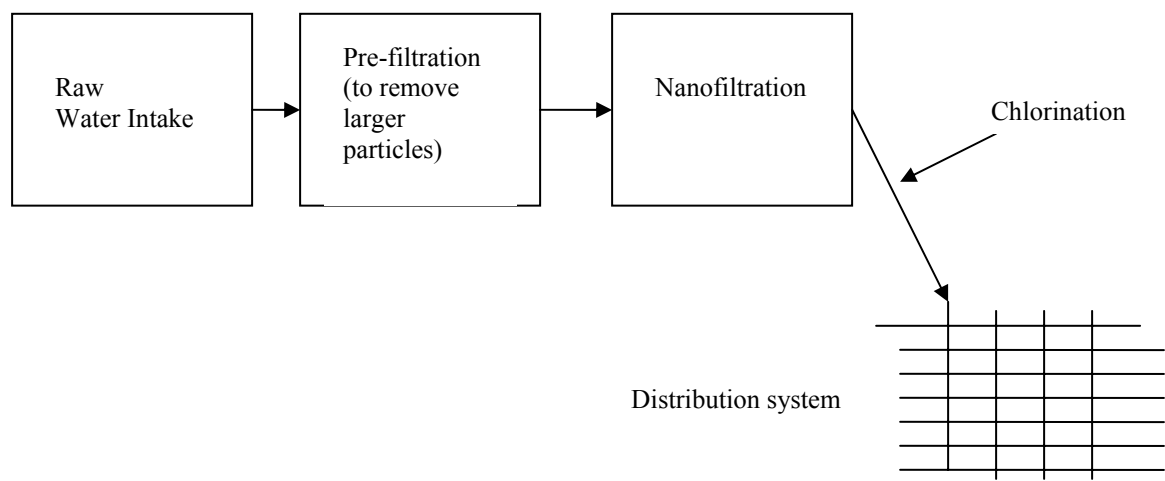 Raw
Water Intake
Pre-filtration
(to remove
larger
particles)
Nanofiltration
Chlorination
Distribution system